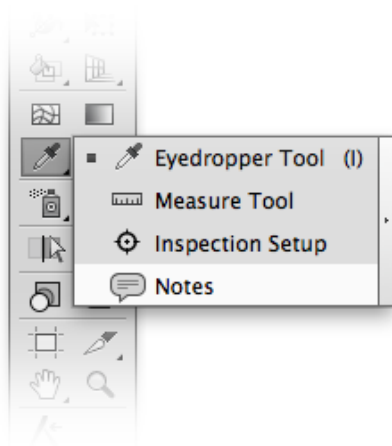 Eyedropper Tool (I)
Measure Tool
Inspection Setup
Notes